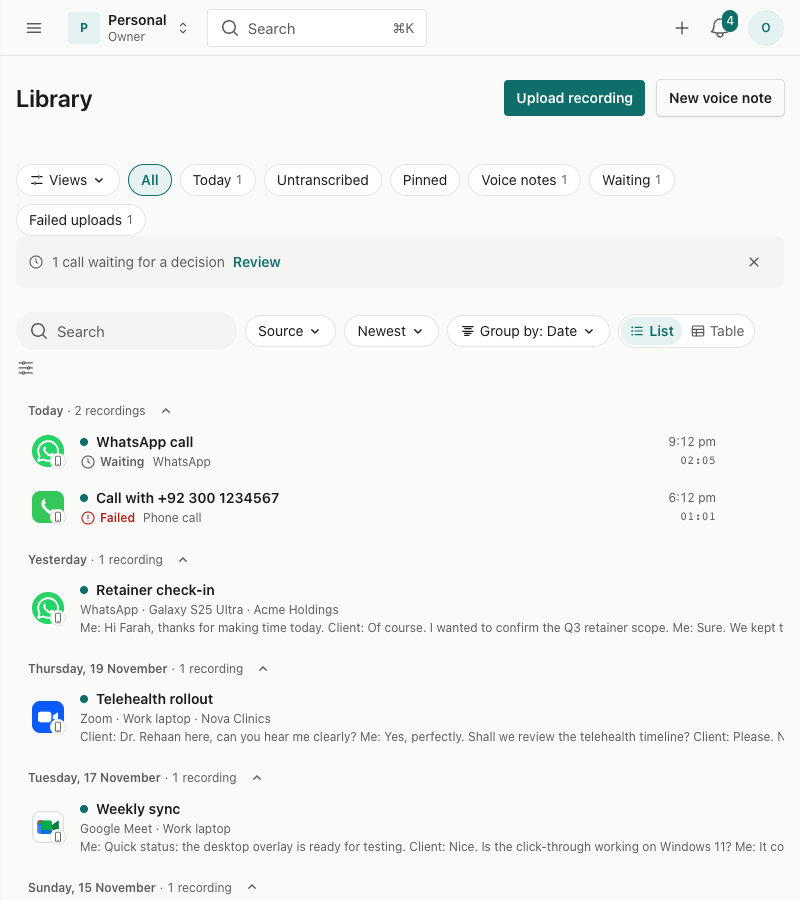 P Personal
Owner
Search ⌘K
4
O
Library
Upload recording
New voice note
Views All Today 1 Untranscribed Pinned Voice notes 1 Waiting 1
Failed uploads 1
1 call waiting for a decision Review
Search Source Newest Group by: Date List Table
Today · 2 recordings
WhatsApp call 9:12 pm
Waiting WhatsApp 02:05
Call with +92 300 1234567 6:12 pm
Failed Phone call 01:01
Yesterday · 1 recording
Retainer check-in
WhatsApp · Galaxy S25 Ultra · Acme Holdings
Me: Hi Farah, thanks for making time today. Client: Of course. I wanted to confirm the Q3 retainer scope. Me: Sure. We kept t
Thursday, 19 November · 1 recording
Telehealth rollout
Zoom · Work laptop · Nova Clinics
Client: Dr. Rehaan here, can you hear me clearly? Me: Yes, perfectly. Shall we review the telehealth timeline? Client: Please. N
Tuesday, 17 November · 1 recording
Weekly sync
Google Meet · Work laptop
Me: Quick status: the desktop overlay is ready for testing. Client: Nice. Is the click-through working on Windows 11? Me: It co
Sunday, 15 November · 1 recording